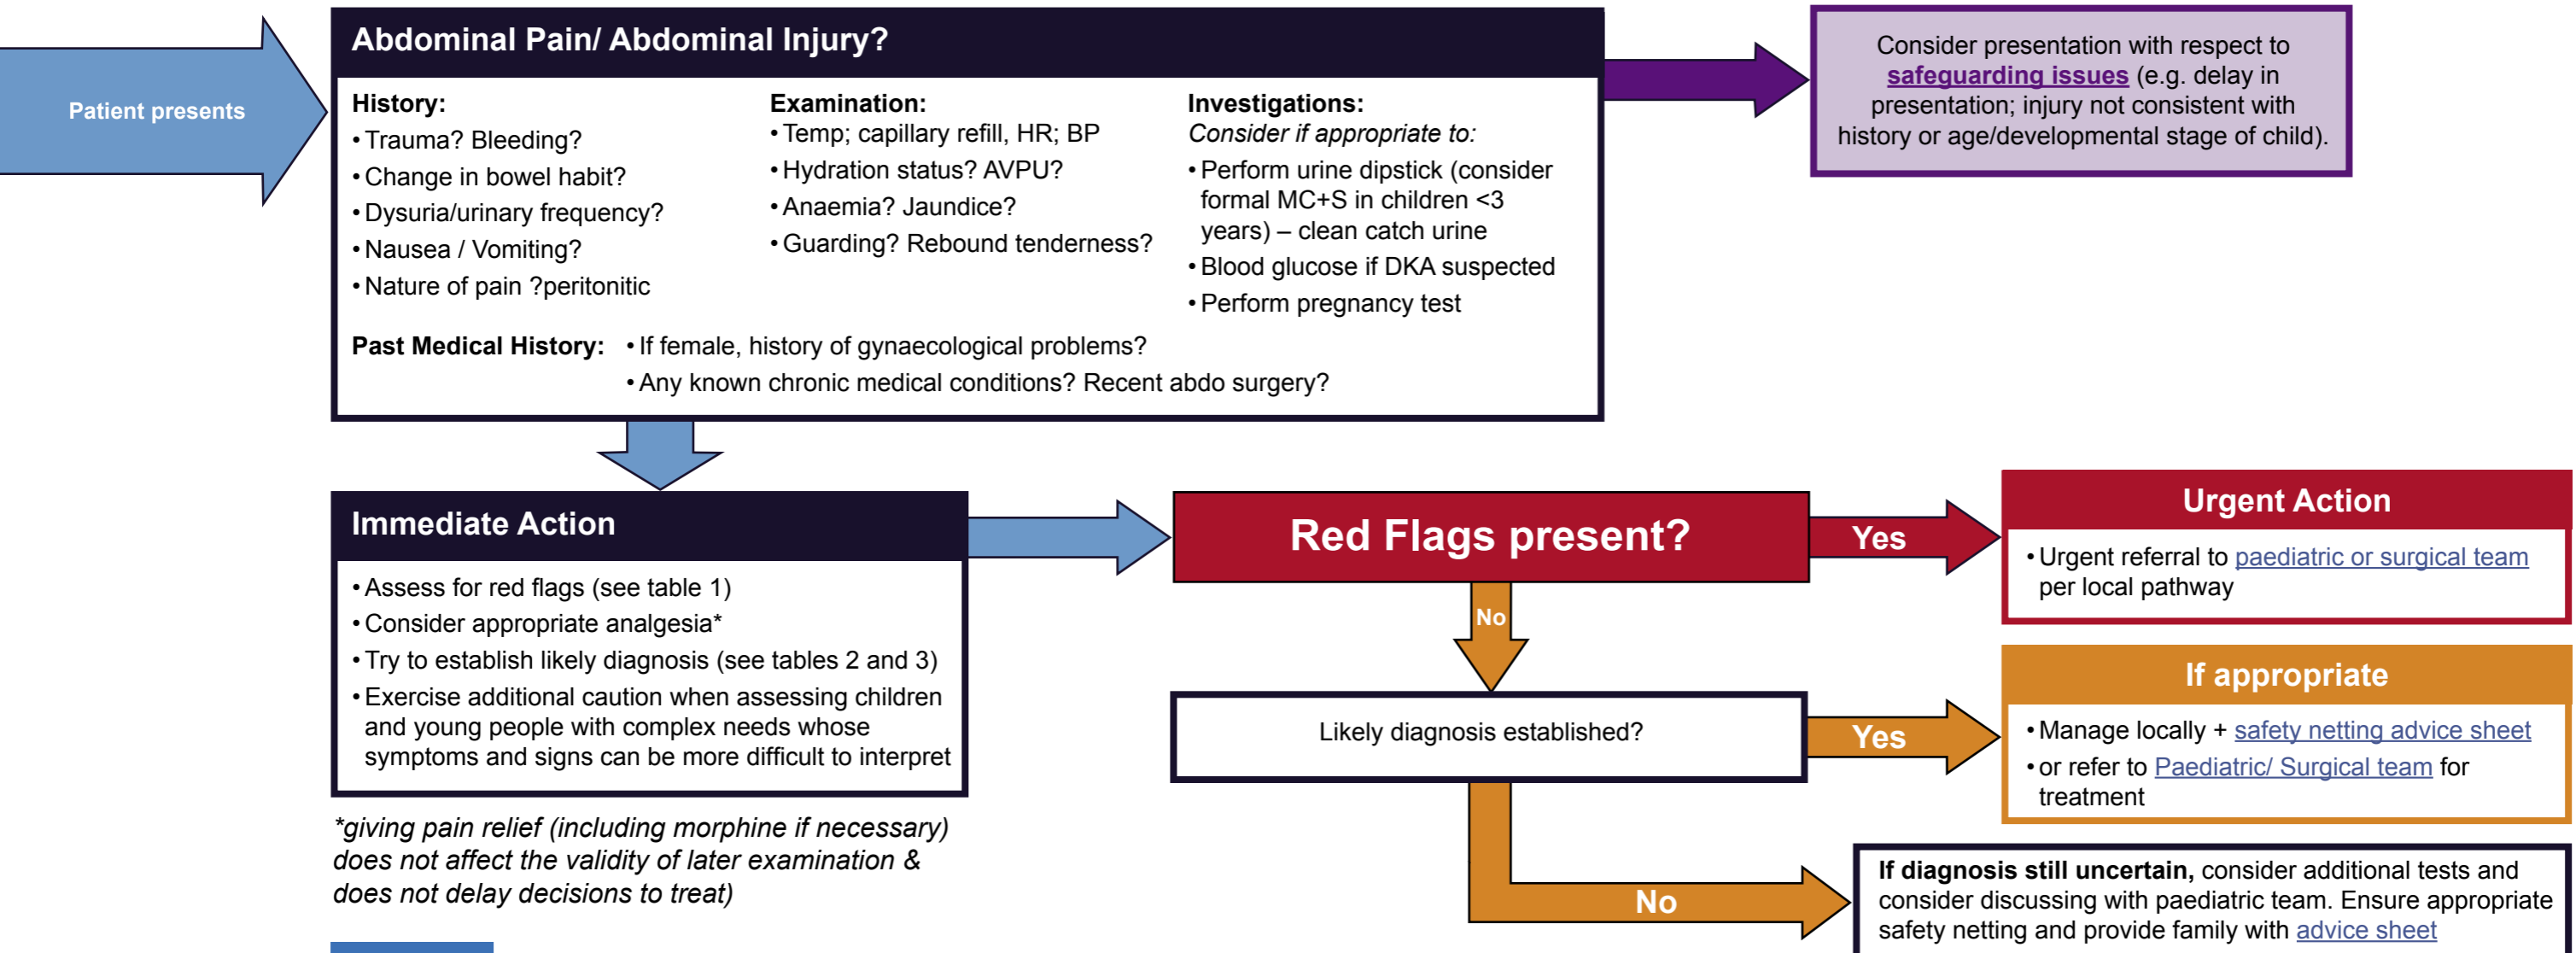 Patient presents
Abdominal Pain/ Abdominal Injury?
History:
• Trauma? Bleeding?
• Change in bowel habit?
• Dysuria/urinary frequency?
• Nausea / Vomiting?
• Nature of pain ?peritonitic
Examination:
• Temp; capillary refill, HR; BP
• Hydration status? AVPU?
• Anaemia? Jaundice?
• Guarding? Rebound tenderness?
Investigations:
Consider if appropriate to:
• Perform urine dipstick (consider
formal MC+S in children <3
years) – clean catch urine
• Blood glucose if DKA suspected
• Perform pregnancy test
Past Medical History: • If female, history of gynaecological problems?
• Any known chronic medical conditions? Recent abdo surgery?
Consider presentation with respect to
safeguarding issues (e.g. delay in
presentation; injury not consistent with
history or age/developmental stage of child).
Immediate Action
• Assess for red flags (see table 1)
• Consider appropriate analgesia*
• Try to establish likely diagnosis (see tables 2 and 3)
• Exercise additional caution when assessing children
and young people with complex needs whose
symptoms and signs can be more difficult to interpret
*giving pain relief (including morphine if necessary)
does not affect the validity of later examination &
does not delay decisions to treat)
Red Flags present?
Yes
Urgent Action
• Urgent referral to paediatric or surgical team
per local pathway
No
Likely diagnosis established?
Yes
If appropriate
• Manage locally + safety netting advice sheet
• or refer to Paediatric/ Surgical team for
treatment
No
If diagnosis still uncertain, consider additional tests and
consider discussing with paediatric team. Ensure appropriate
safety netting and provide family with advice sheet